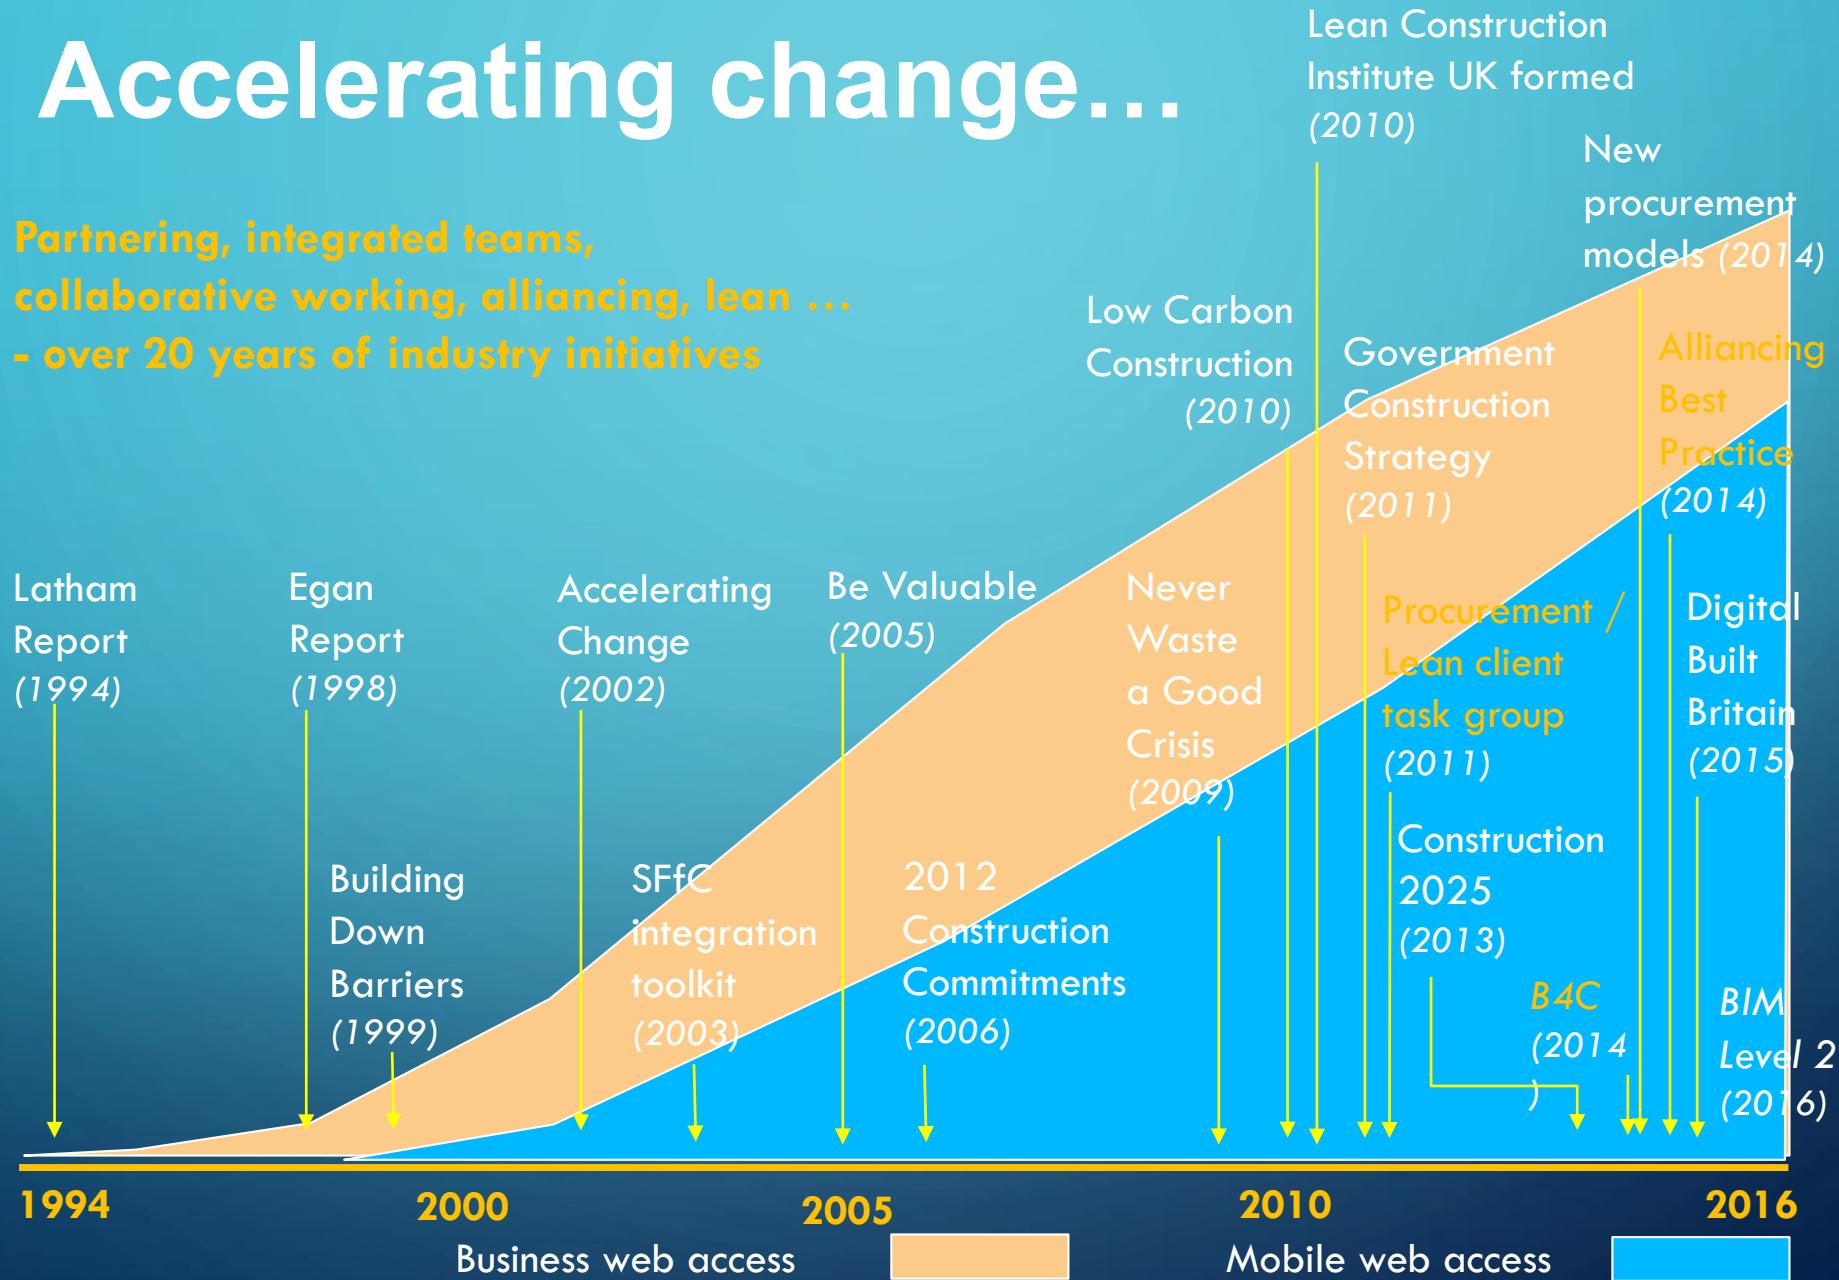 Accelerating change…
Partnering, integrated teams,
collaborative working, alliancing, lean …
- over 20 years of industry initiatives
Lean Construction
Institute UK formed
(2010)
New
procurement
models (2014)
Low Carbon
Construction
(2010)
Government
Construction
Strategy
(2011)
Alliancing
Best
Practice
(2014)
Latham
Report
(1994)
Egan
Report
(1998)
Accelerating
Change
(2002)
Be Valuable
(2005)
Never
Waste
a Good
Crisis
(2009)
Procurement /
Lean client
task group
(2011)
Digital
Built
Britain
(2015)
Building
Down
Barriers
(1999)
SFfC
integration
toolkit
(2003)
2012
Construction
Commitments
(2006)
Construction
2025
(2013)
B4C
(2014
)
BIM
Level 2
(2016)
1994
2000
2005
2010
2016
Business web access
Mobile web access